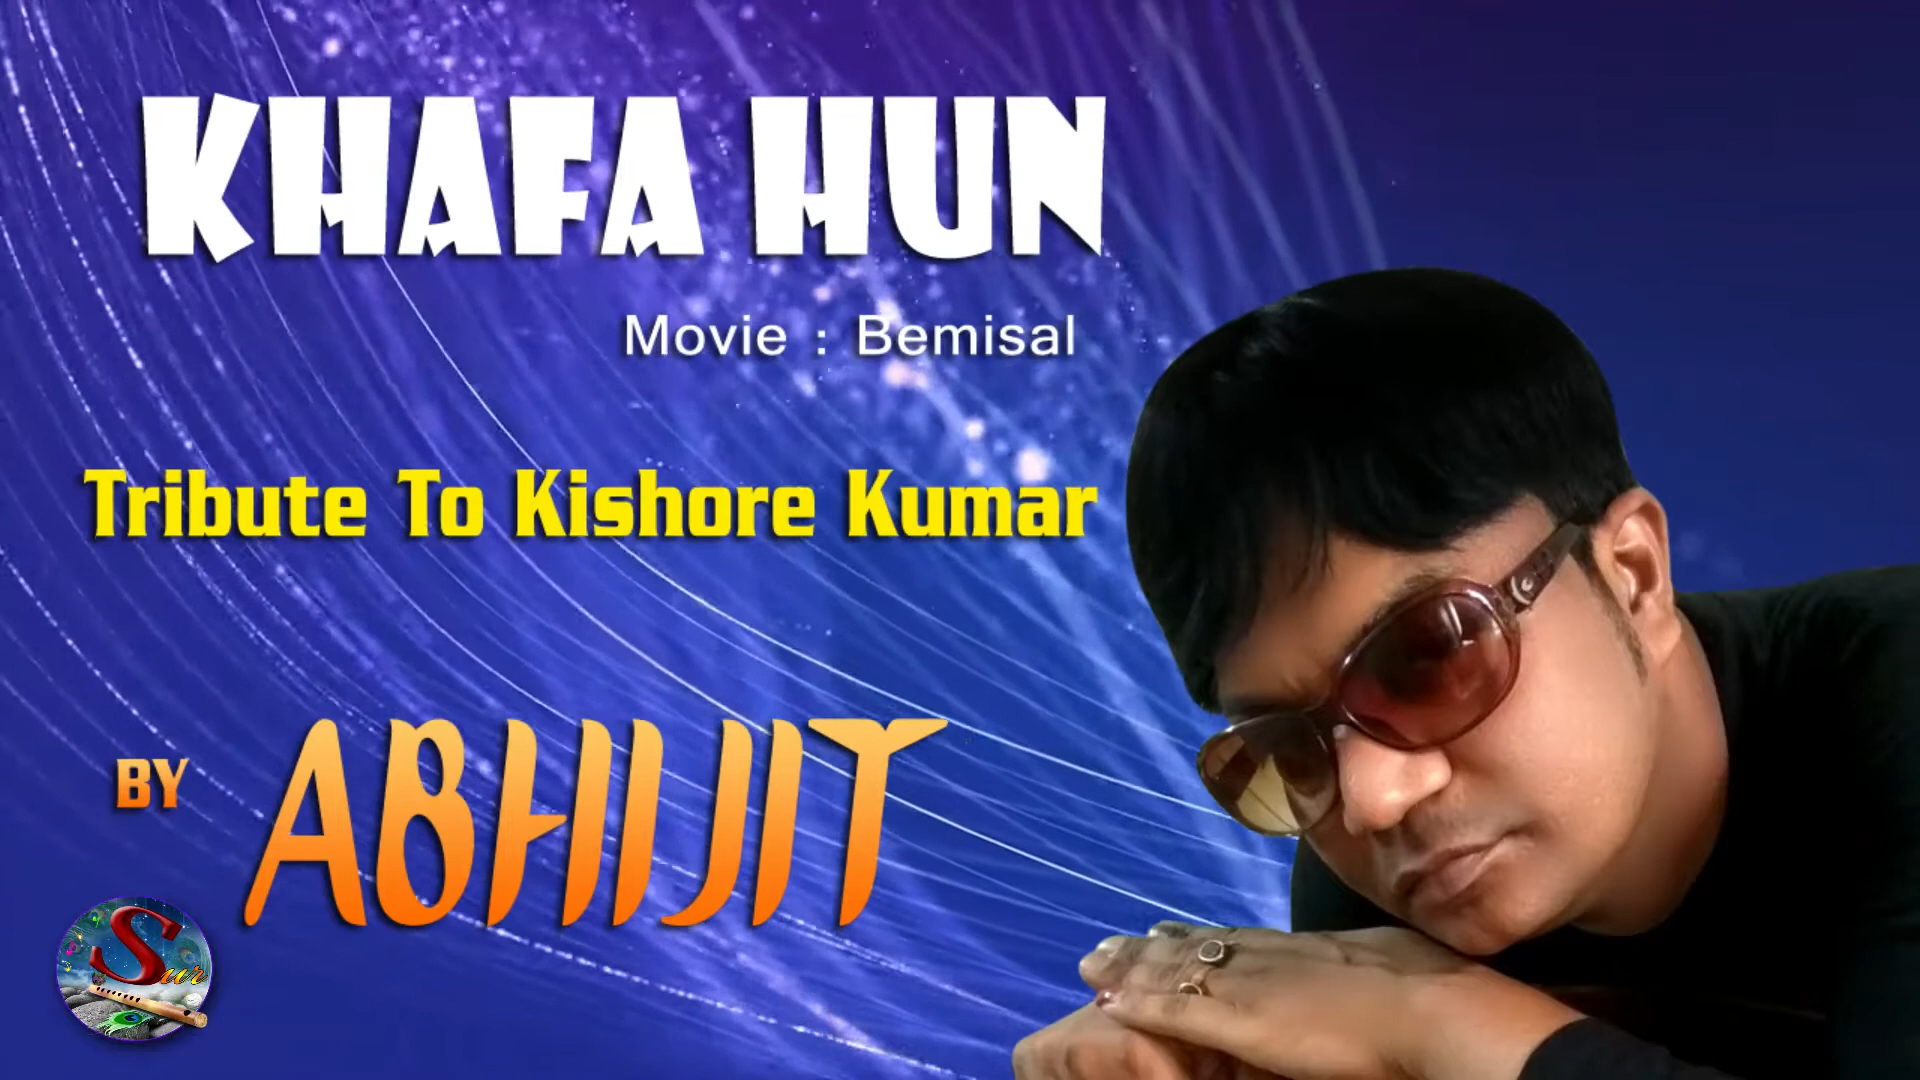 KHAFA HUN
Movie : Bemisal
Tribute To Kishore Kumar
BY ABHIJIT
Sur